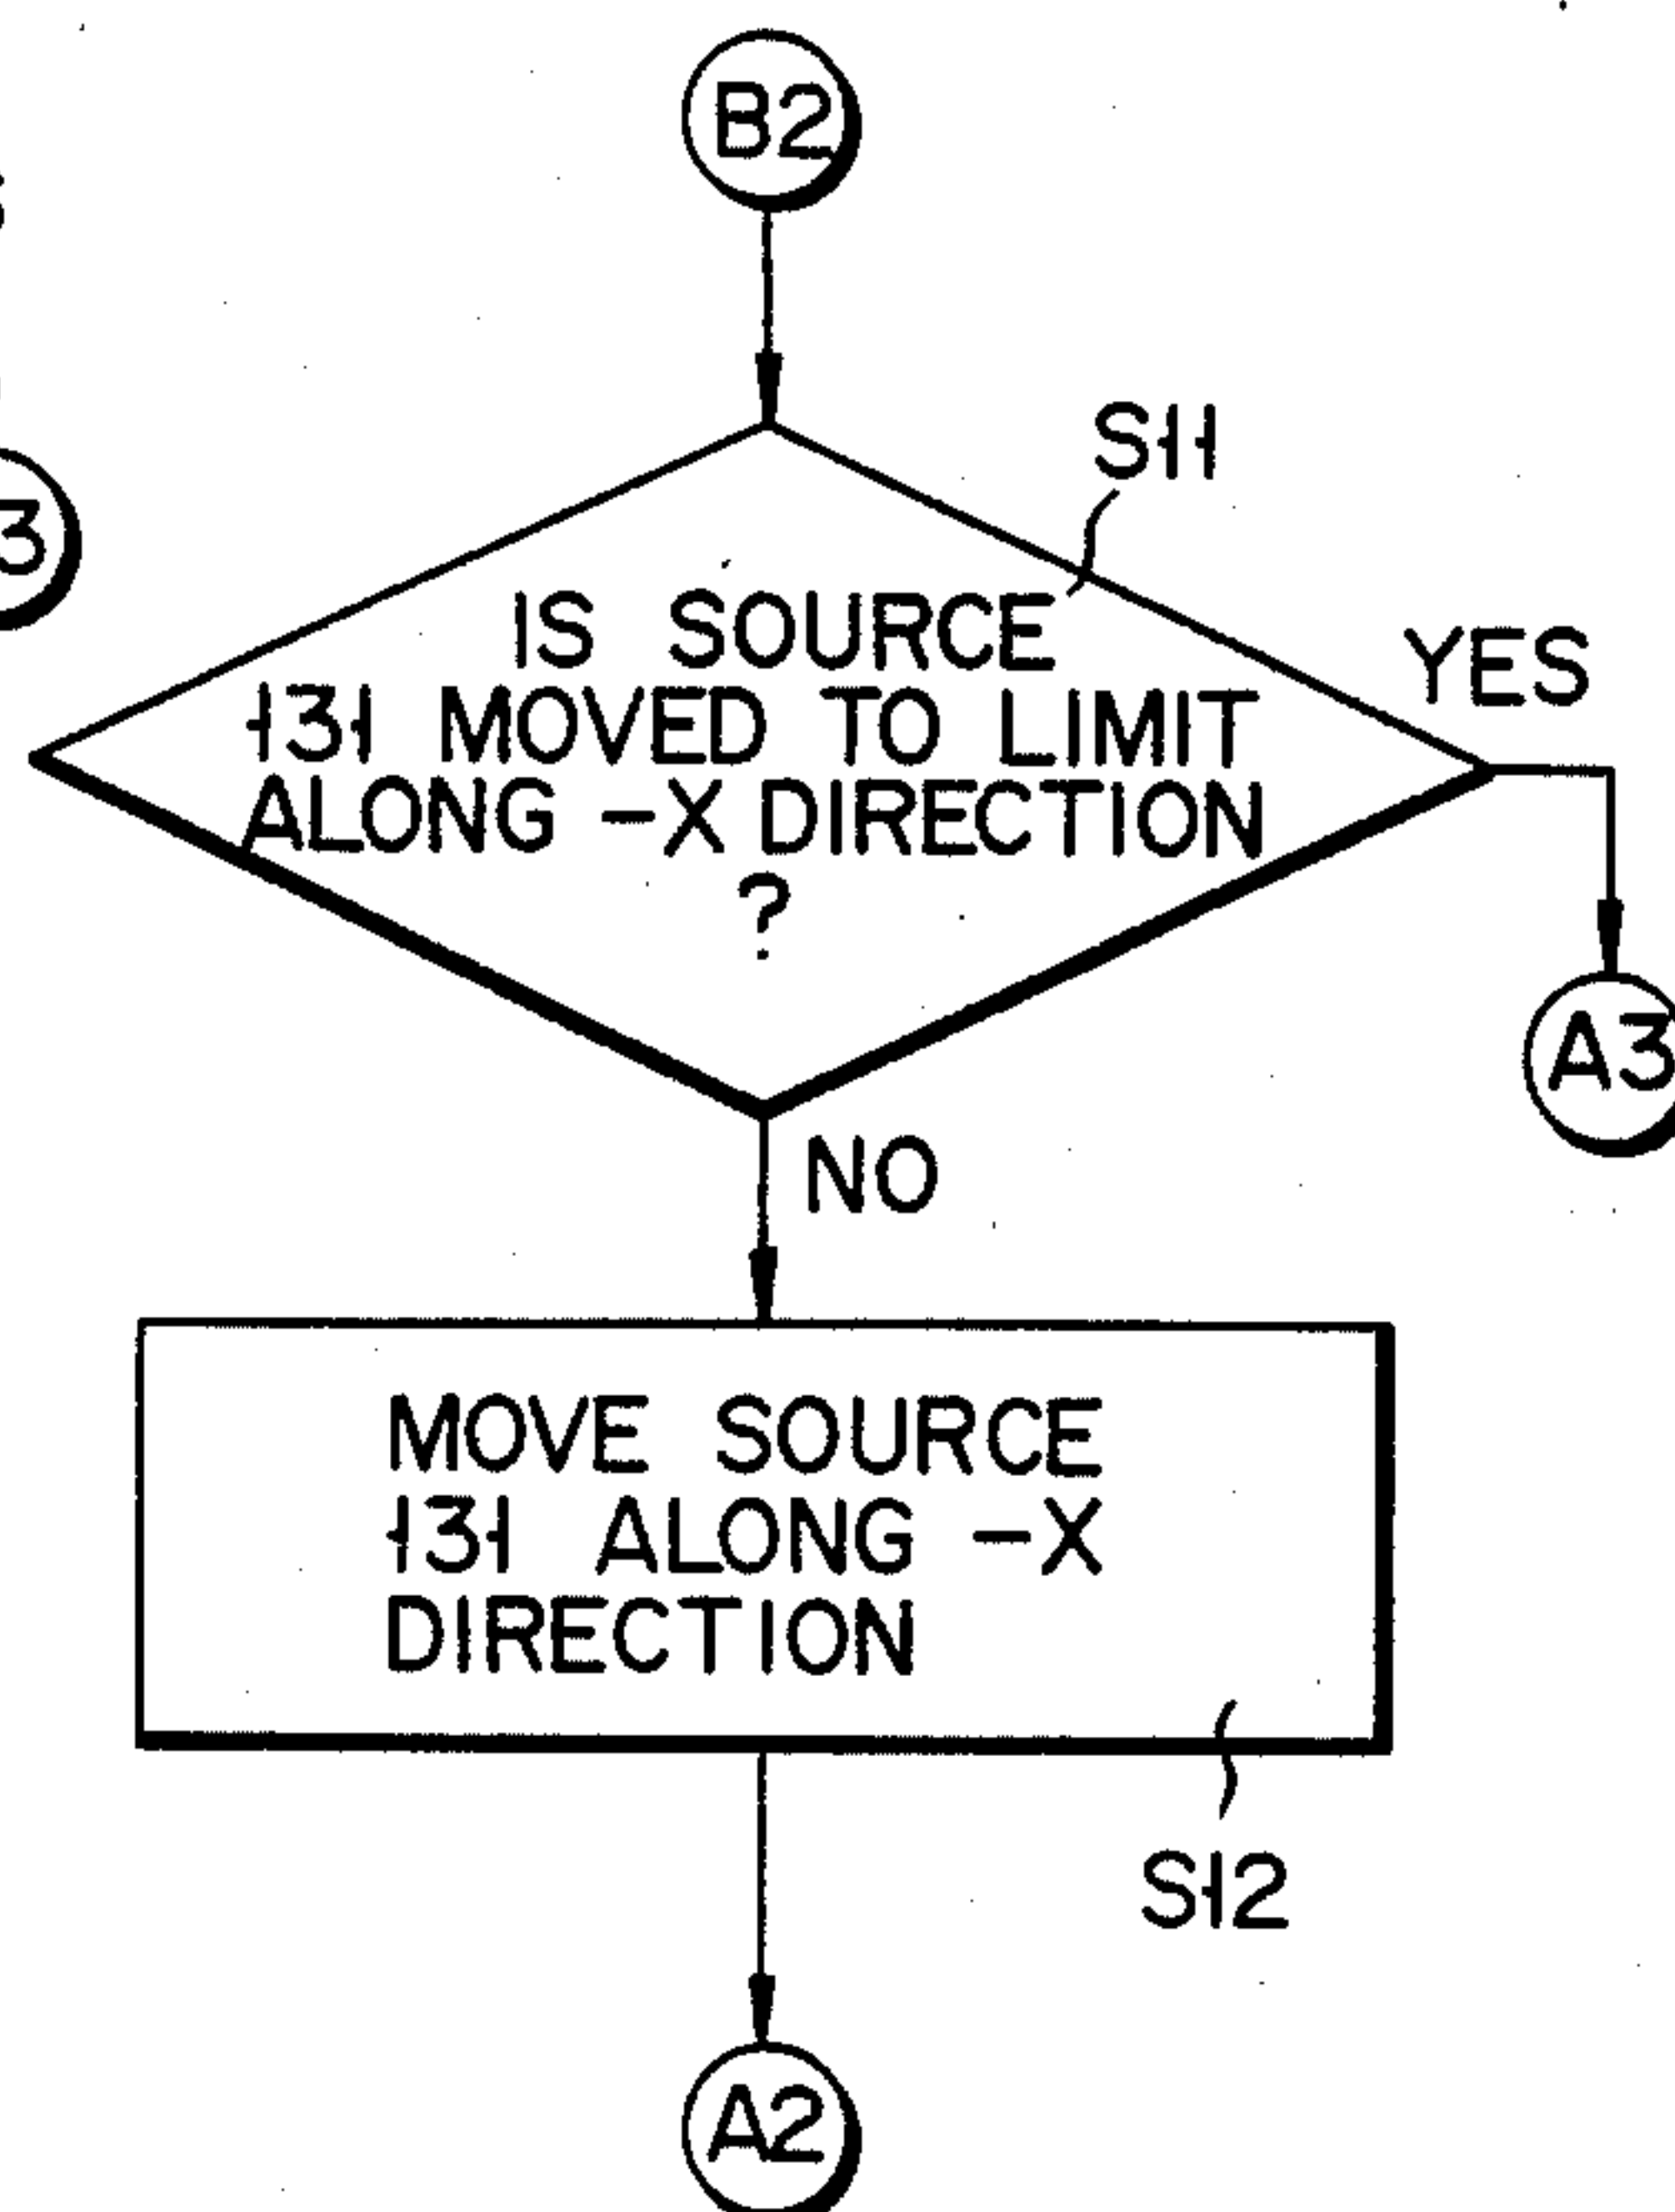 B2
S11
IS SOURCE
131 MOVED TO LIMIT
ALONG -X DIRECTION
?
YES
3
A3
NO
MOVE SOURCE
131 ALONG -X
DIRECTION
S12
A2